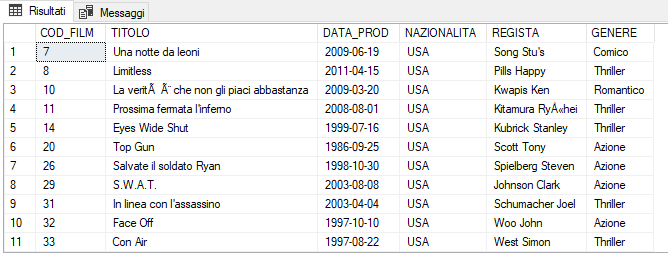 Risultati Messaggi
COD_FILM TITOLO DATA_PROD NAZIONALITA REGISTA GENERE
1 7 Una notte da leoni 2009-06-19 USA Song Stu's Comico
2 8 Limitless 2011-04-15 USA Pills Happy Thriller
3 10 La veritÃ Ã¨ che non gli piaci abbastanza 2009-03-20 USA Kwapis Ken Romantico
4 11 Prossima fermata l'inferno 2008-08-01 USA Kitamura RyÅ«hei Thriller
5 14 Eyes Wide Shut 1999-07-16 USA Kubrick Stanley Thriller
6 20 Top Gun 1986-09-25 USA Scott Tony Azione
7 26 Salvate il soldato Ryan 1998-10-30 USA Spielberg Steven Azione
8 29 S.W.A.T. 2003-08-08 USA Johnson Clark Azione
9 31 In linea con l'assassino 2003-04-04 USA Schumacher Joel Thriller
10 32 Face Off 1997-10-10 USA Woo John Azione
11 33 Con Air 1997-08-22 USA West Simon Thriller